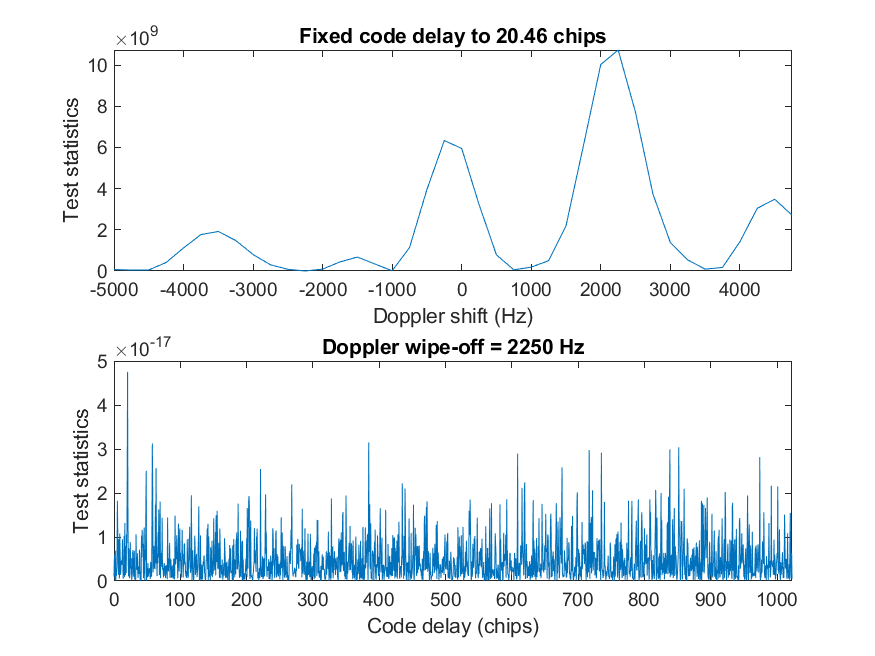 ×10⁹
Fixed code delay to 20.46 chips
10
8
6
4
2
0
Test statistics
-5000 -4000 -3000 -2000 -1000 0 1000 2000 3000 4000
Doppler shift (Hz)
×10⁻¹⁷
Doppler wipe-off = 2250 Hz
5
4
3
2
1
0
Test statistics
0 100 200 300 400 500 600 700 800 900 1000
Code delay (chips)